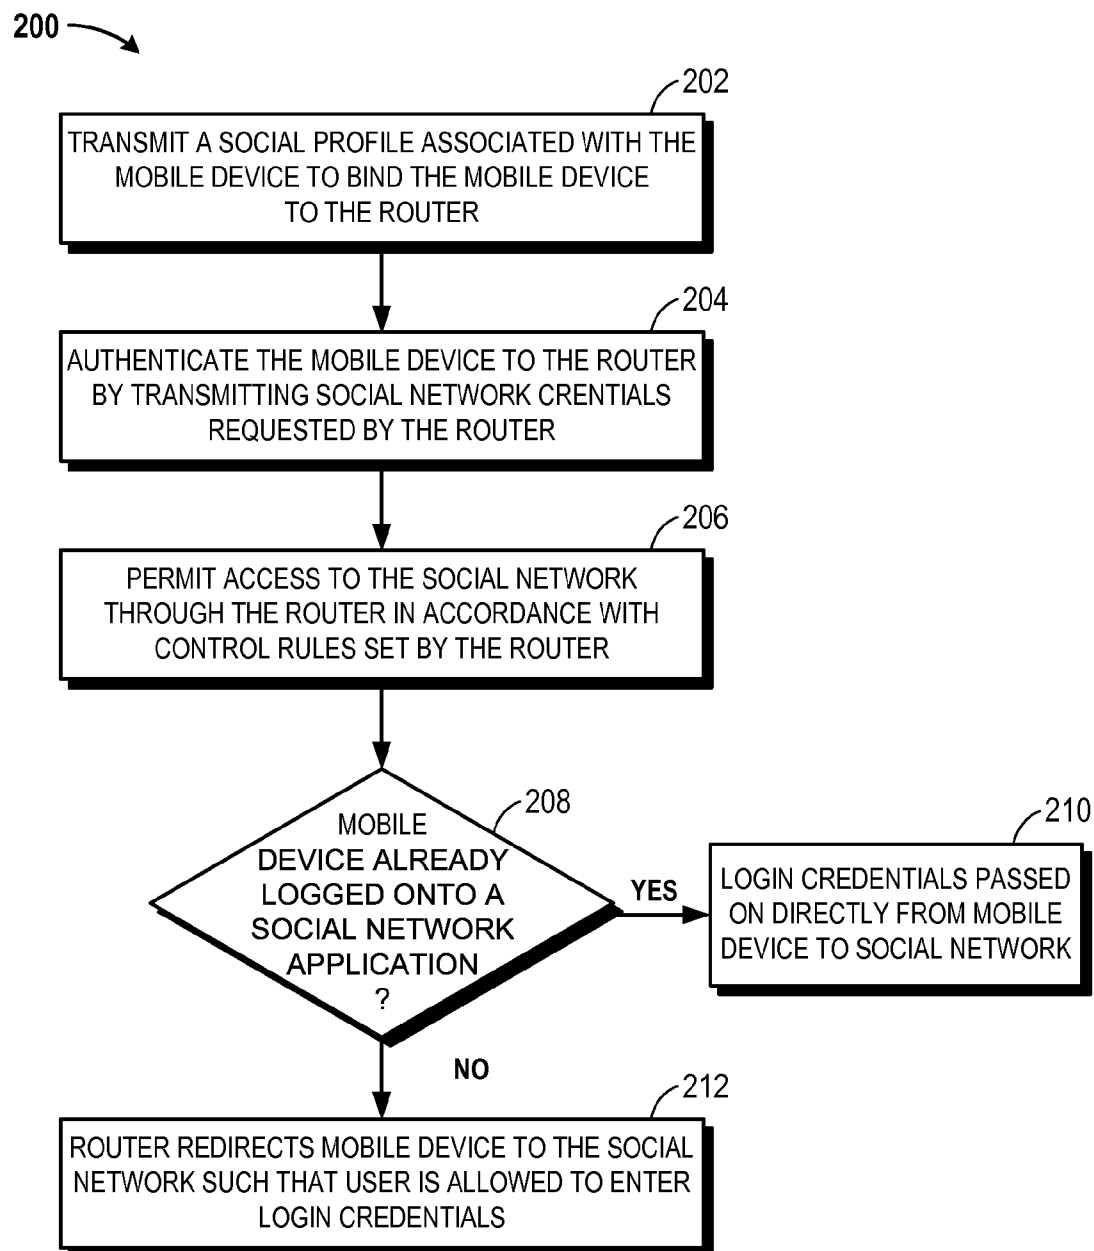 200
202
TRANSMIT A SOCIAL PROFILE ASSOCIATED WITH THE
MOBILE DEVICE TO BIND THE MOBILE DEVICE
TO THE ROUTER
204
AUTHENTICATE THE MOBILE DEVICE TO THE ROUTER
BY TRANSMITTING SOCIAL NETWORK CRENTIALS
REQUESTED BY THE ROUTER
206
PERMIT ACCESS TO THE SOCIAL NETWORK
THROUGH THE ROUTER IN ACCORDANCE WITH
CONTROL RULES SET BY THE ROUTER
208
MOBILE
DEVICE ALREADY
LOGGED ONTO A
SOCIAL NETWORK
APPLICATION
?
YES
210
LOGIN CREDENTIALS PASSED
ON DIRECTLY FROM MOBILE
DEVICE TO SOCIAL NETWORK
NO
212
ROUTER REDIRECTS MOBILE DEVICE TO THE SOCIAL
NETWORK SUCH THAT USER IS ALLOWED TO ENTER
LOGIN CREDENTIALS